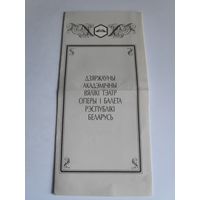 ДЗЯРЖАЎНЫ
АКАДЭМІЧНЫ
ВЯЛІКІ ТЭАТР
ОПЕРЫ І БАЛЕТА
РЭСПУБЛІКІ
БЕЛАРУСЬ